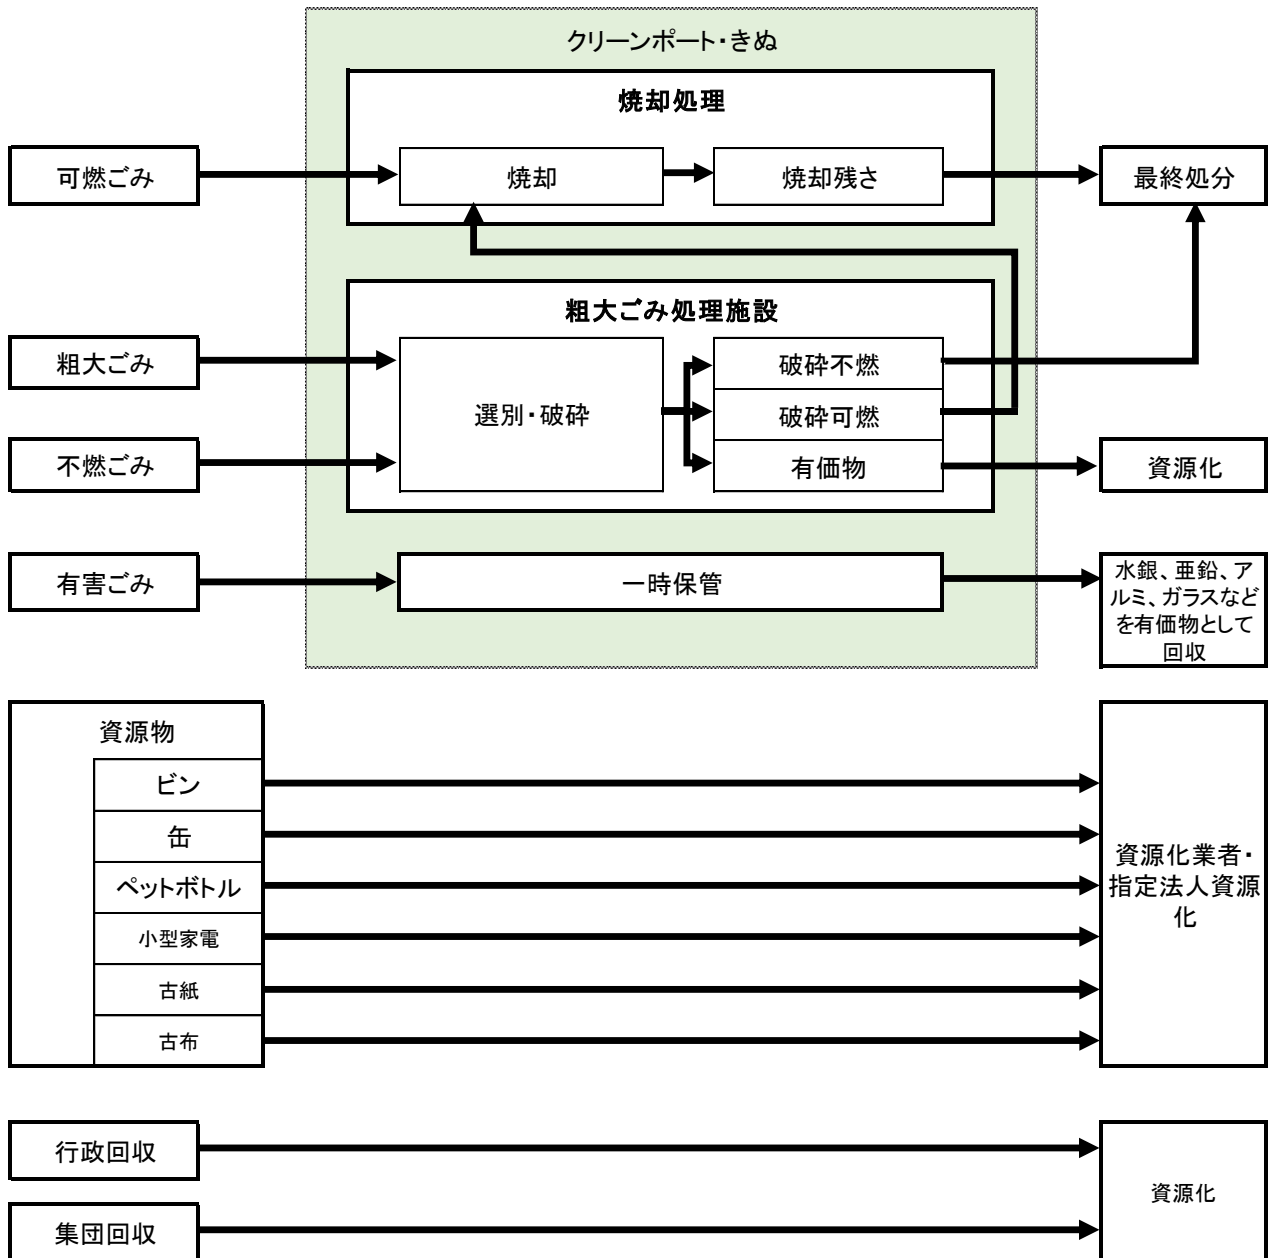 クリーンポート・きぬ
焼却処理
可燃ごみ
焼却
焼却残さ
最終処分
粗大ごみ処理施設
粗大ごみ
不燃ごみ
選別・破砕
破砕不燃
破砕可燃
有価物
資源化
有害ごみ
一時保管
水銀、亜鉛、ア
ルミ、ガラスなど
を有価物として
回収
資源物
ビン
缶
ペットボトル
小型家電
古紙
古布
資源化業者・
指定法人資源
化
行政回収
集団回収
資源化